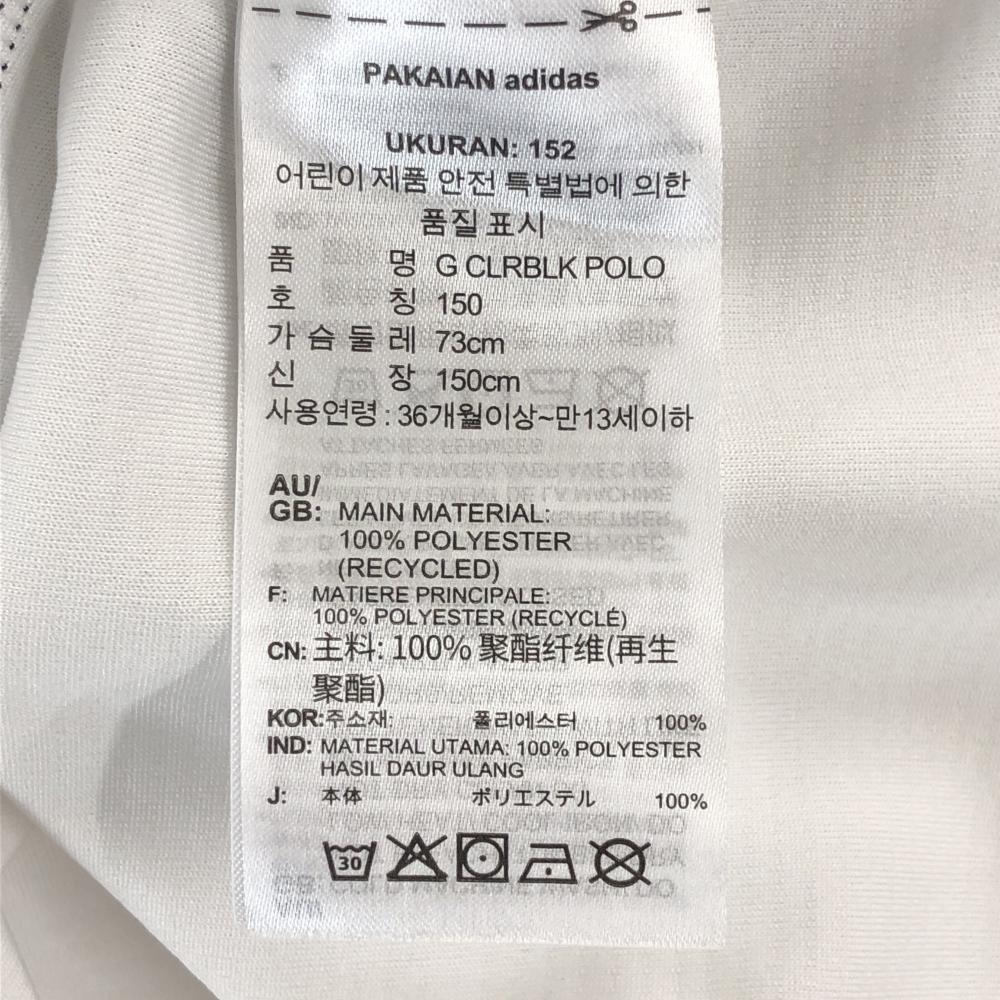 PAKAIAN adidas
UKURAN: 152
어린이 제품 안전 특별법에 의한
품질 표시
품 명 G CLRBLK POLO
호 칭 150
가 슴 둘 레 73cm
신 장 150cm
사용연령 : 36개월이상~만13세이하
AU/
GB: MAIN MATERIAL:
100% POLYESTER
(RECYCLED)
F: MATIERE PRINCIPALE:
100% POLYESTER (RECYCLÉ)
CN: 主料: 100% 聚酯纤维(再生
聚酯)
KOR: 주소재: 폴리에스터 100%
IND: MATERIAL UTAMA: 100% POLYESTER
HASIL DAUR ULANG
J: 本体 ポリエステル 100%
30